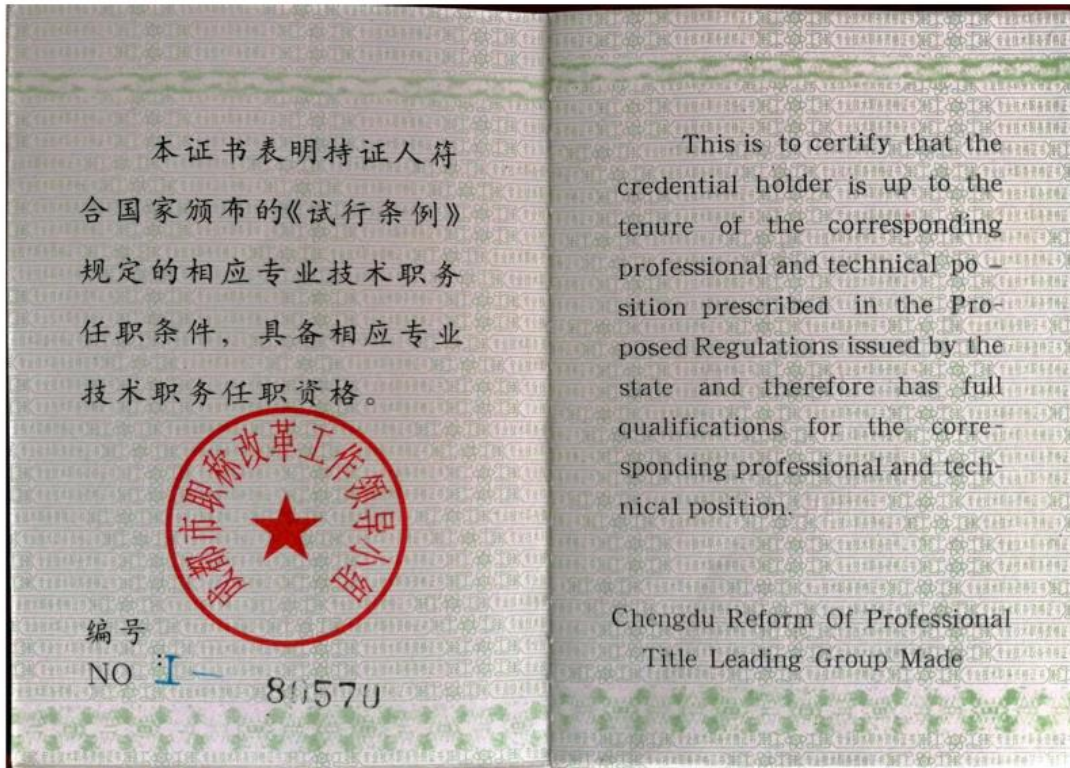 本证书表明持证人符
合国家颁布的《试行条例》
规定的相应专业技术职务
任职条件，具备相应专业
技术职务任职资格。
成都市职称改革工作领导小组
编号
NO: I— 80570
This is to certify that the
credential holder is up to the
tenure of the corresponding
professional and technical po –
sition prescribed in the Pro-
posed Regulations issued by the
state and therefore has full
qualifications for the corre-
sponding professional and tech-
nical position.
Chengdu Reform Of Professional
Title Leading Group Made